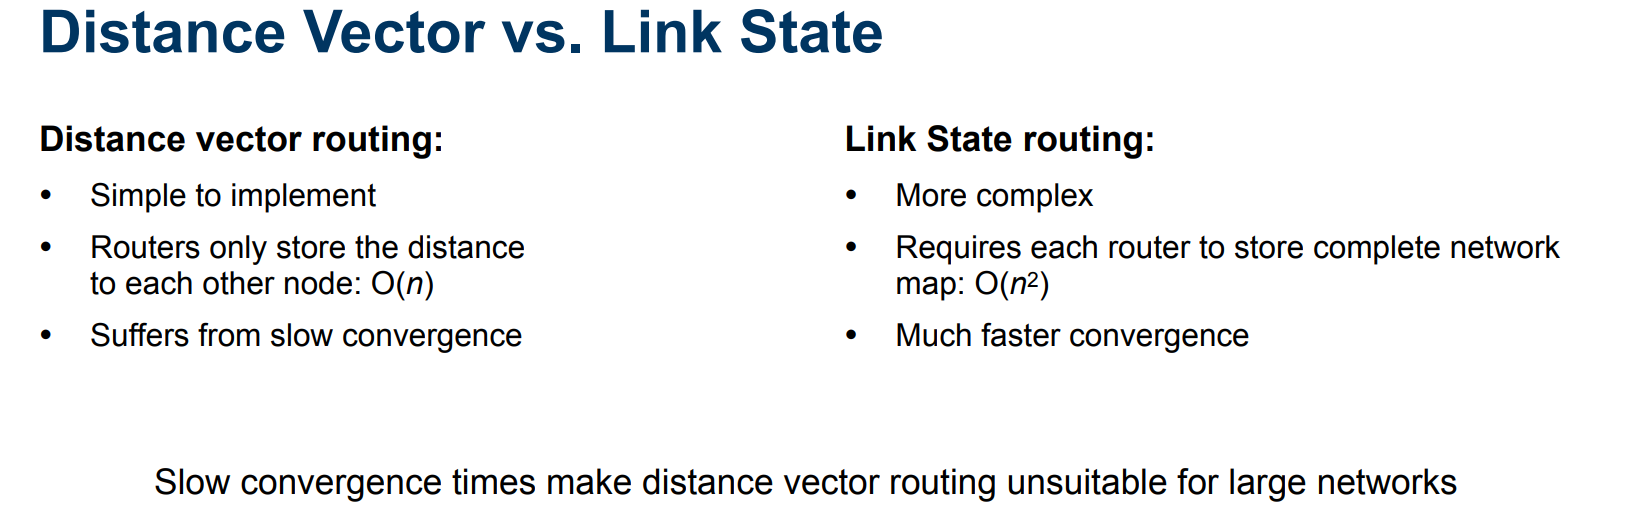 Distance Vector vs. Link State
Distance vector routing:
• Simple to implement
• Routers only store the distance
to each other node: O(n)
• Suffers from slow convergence
Link State routing:
• More complex
• Requires each router to store complete network
map: O(n²)
• Much faster convergence
Slow convergence times make distance vector routing unsuitable for large networks